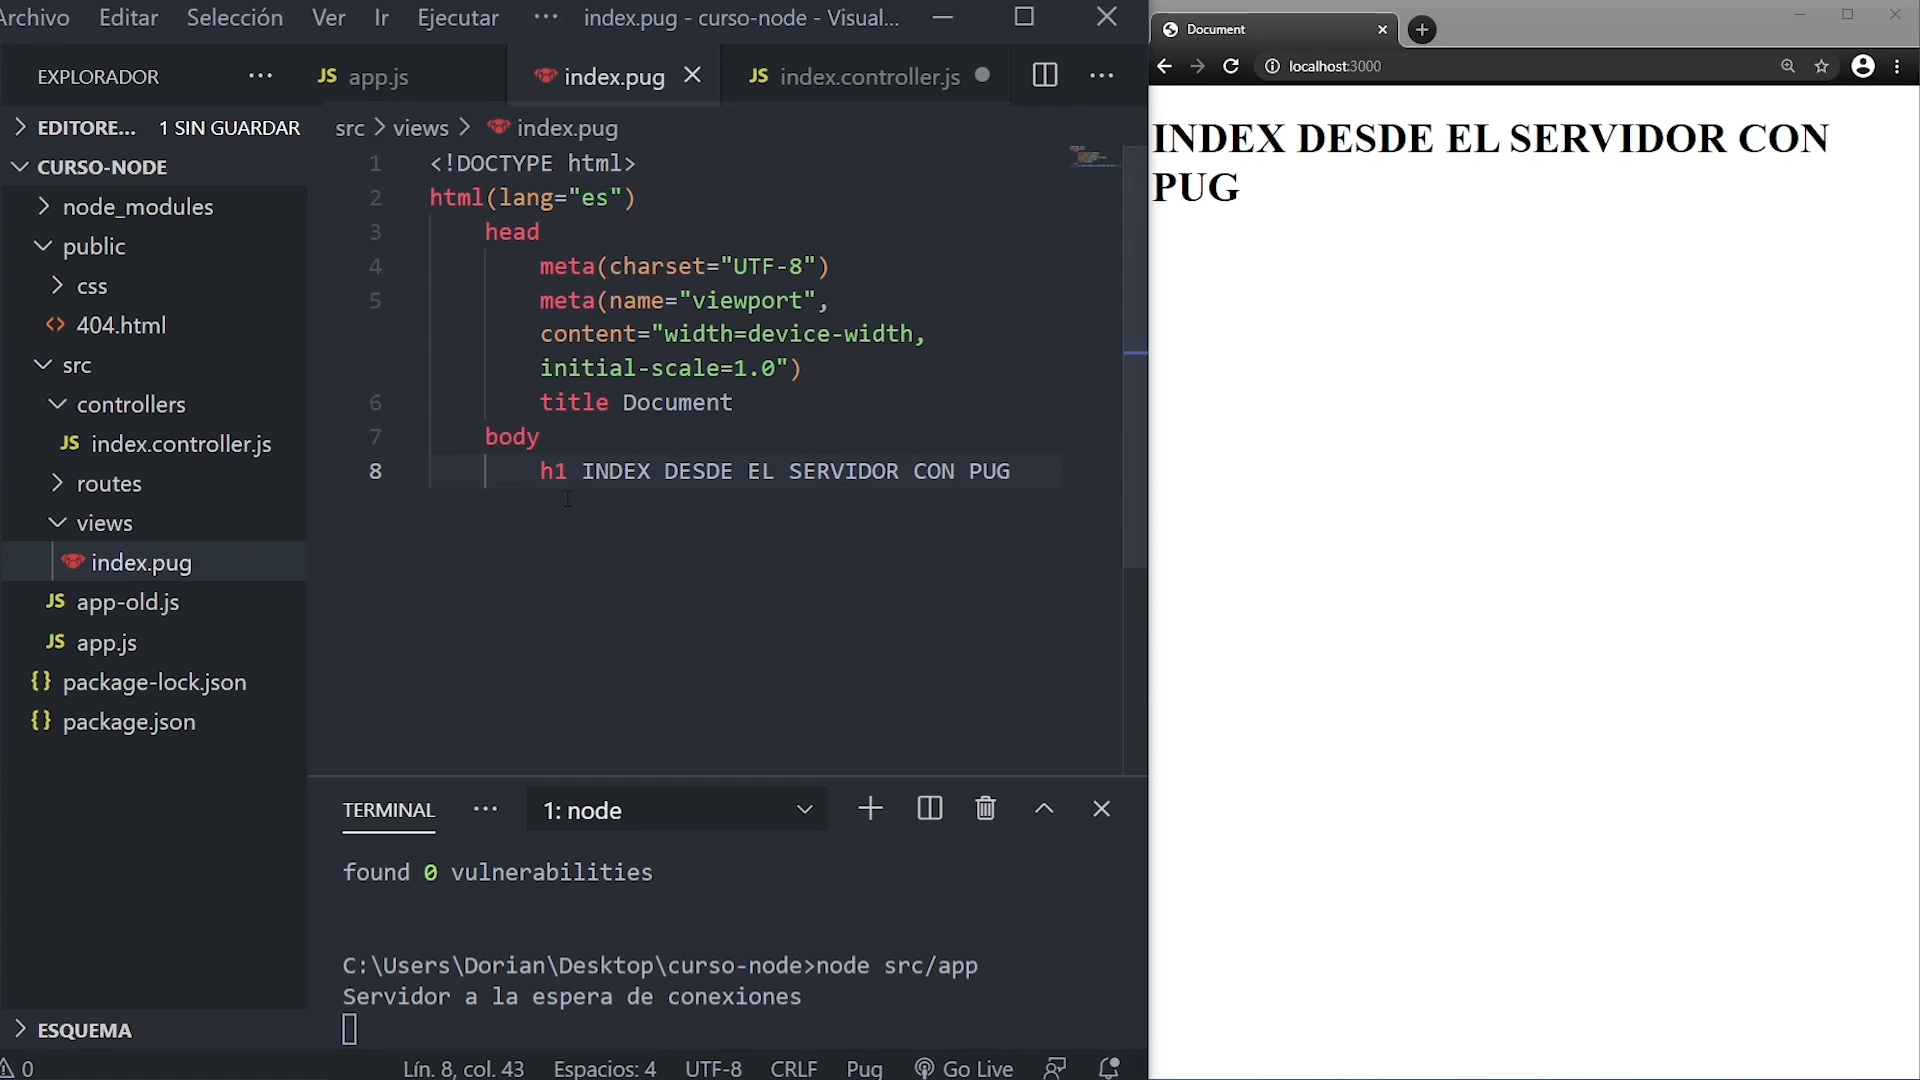 Archivo Editar Selección Ver Ir Ejecutar ··· index.pug - curso-node - Visual...
EXPLORADOR ···
JS app.js
index.pug
JS index.controller.js
EDITORE... 1 SIN GUARDAR
CURSO-NODE
node_modules
public
css
<> 404.html
src
controllers
JS index.controller.js
routes
views
index.pug
JS app-old.js
JS app.js
{} package-lock.json
{} package.json
ESQUEMA
src > views > index.pug
1 <!DOCTYPE html>
2 html(lang="es")
3 head
4 meta(charset="UTF-8")
5 meta(name="viewport",
content="width=device-width,
initial-scale=1.0")
6 title Document
7 body
8 h1 INDEX DESDE EL SERVIDOR CON PUG
TERMINAL ··· 1: node
found 0 vulnerabilities
C:\Users\Dorian\Desktop\curso-node>node src/app
Servidor a la espera de conexiones
0 Lín. 8, col. 43 Espacios: 4 UTF-8 CRLF Pug Go Live
Document
localhost:3000
INDEX DESDE EL SERVIDOR CON
PUG